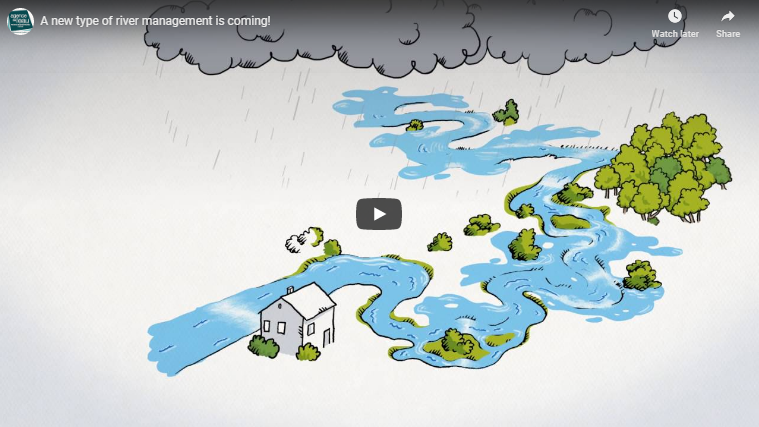 A new type of river management is coming!
Watch later
Share